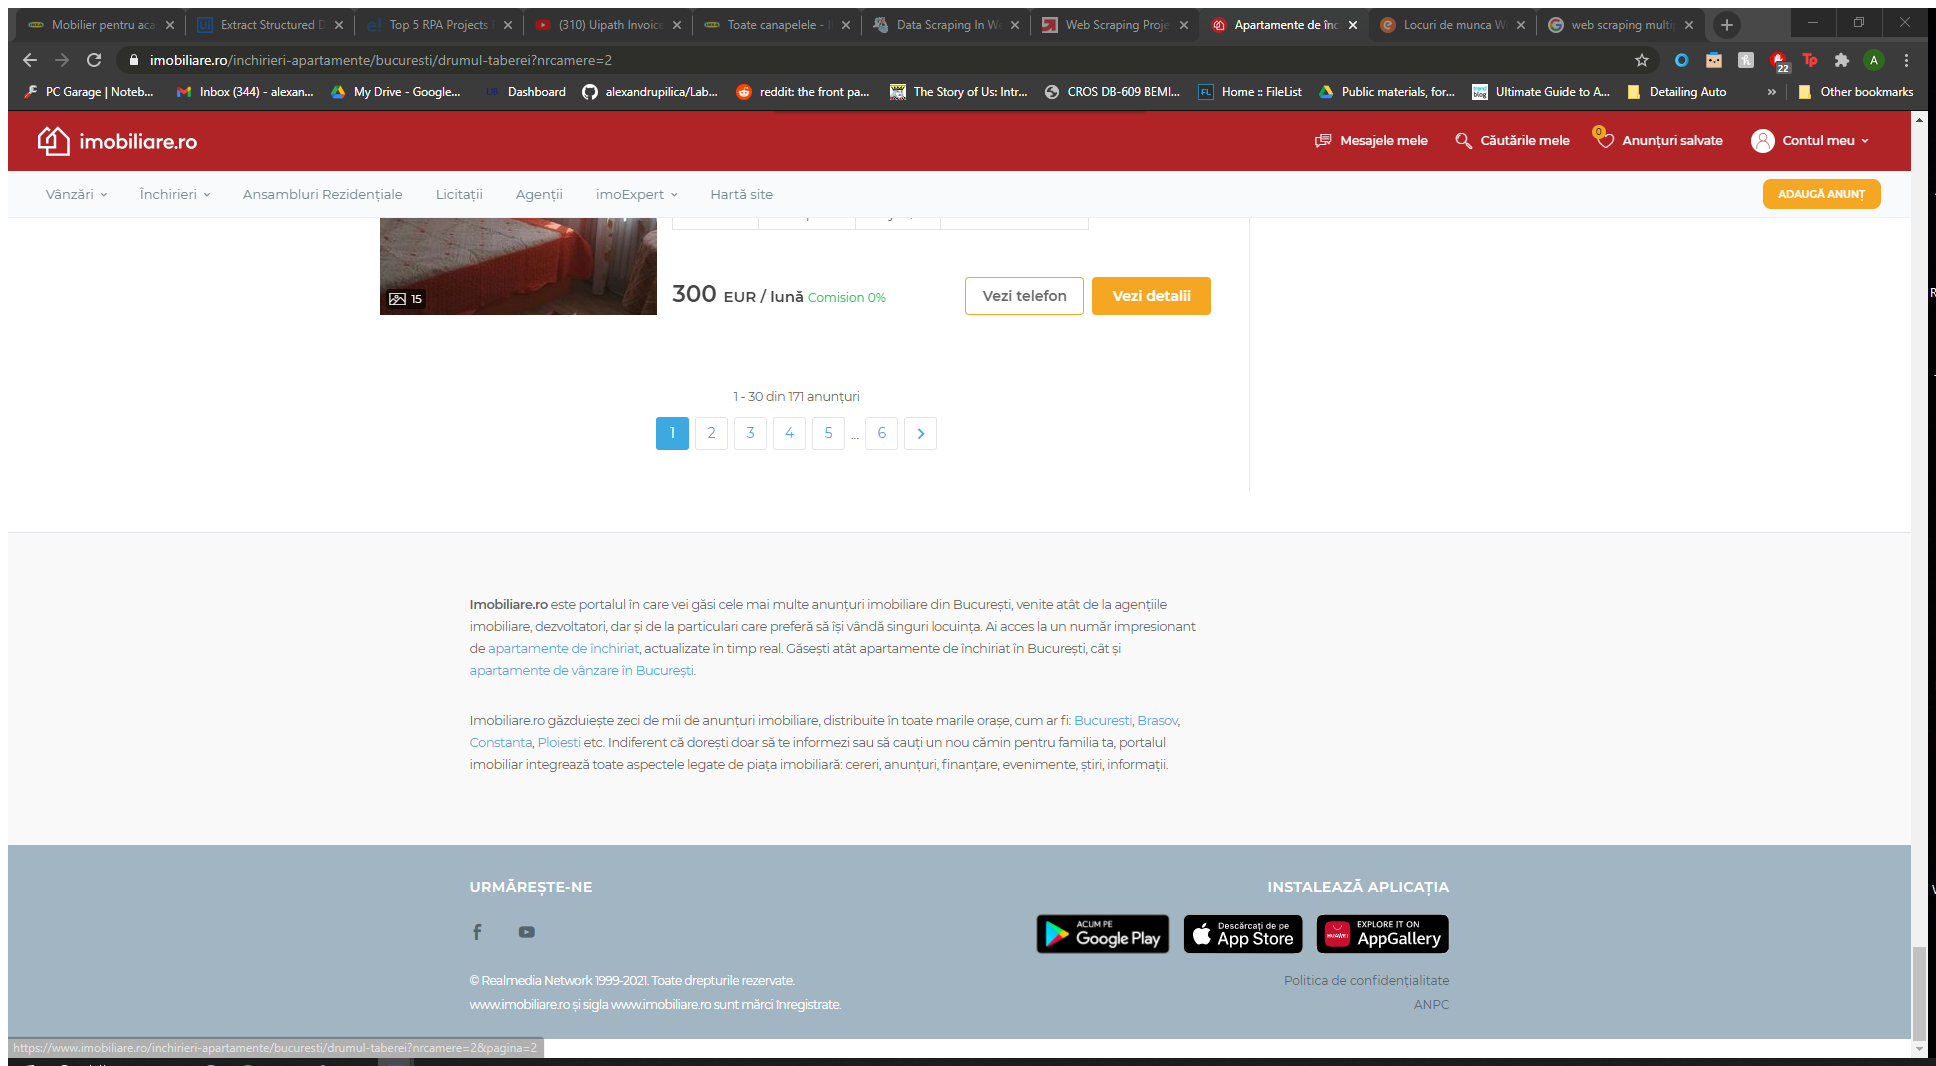 Mobilier pentru aca
Extract Structured D
Top 5 RPA Projects
(310) Uipath Invoice
Toate canapelele - I
Data Scraping In W
Web Scraping Proje
Apartamente de înc
Locuri de munca W
web scraping multi
imobiliare.ro/inchirieri-apartamente/bucuresti/drumul-taberei?nrcamere=2
22
Tp
A
PC Garage | Noteb...
Inbox (344) - alexan...
My Drive - Google...
Dashboard
alexandrupilica/Lab...
reddit: the front pa...
The Story of Us: Intr...
CROS DB-609 BEMI...
FL Home :: FileList
Public materials, for...
Ultimate Guide to A...
Detailing Auto
»
Other bookmarks
imobiliare.ro
Mesajele mele
Căutările mele
0 Anunțuri salvate
Contul meu
Vânzări
Închirieri
Ansambluri Rezidențiale
Licitații
Agenții
imoExpert
Hartă site
ADAUGĂ ANUNȚ
15
300 EUR / lună Comision 0%
Vezi telefon
Vezi detalii
1 - 30 din 171 anunțuri
1 2 3 4 5 ... 6 >
Imobiliare.ro este portalul în care vei găsi cele mai multe anunțuri imobiliare din București, venite atât de la agențiile
imobiliare, dezvoltatori, dar și de la particulari care preferă să își vândă singuri locuința. Ai acces la un număr impresionant
de apartamente de închiriat, actualizate în timp real. Găsești atât apartamente de închiriat în București, cât și
apartamente de vânzare în București.
Imobiliare.ro găzduiește zeci de mii de anunțuri imobiliare, distribuite în toate marile orașe, cum ar fi: Bucuresti, Brasov,
Constanta, Ploiesti etc. Indiferent că dorești doar să te informezi sau să cauți un nou cămin pentru familia ta, portalul
imobiliar integrează toate aspectele legate de piața imobiliară: cereri, anunțuri, finanțare, evenimente, știri, informații.
URMĂREȘTE-NE
INSTALEAZĂ APLICAȚIA
ACUM PE
Google Play
Descărcați de pe
App Store
HUAWEI
EXPLORE IT ON
AppGallery
© Realmedia Network 1999-2021. Toate drepturile rezervate.
Politica de confidențialitate
www.imobiliare.ro și sigla www.imobiliare.ro sunt mărci înregistrate.
ANPC
https://www.imobiliare.ro/inchirieri-apartamente/bucuresti/drumul-taberei?nrcamere=2&pagina=2